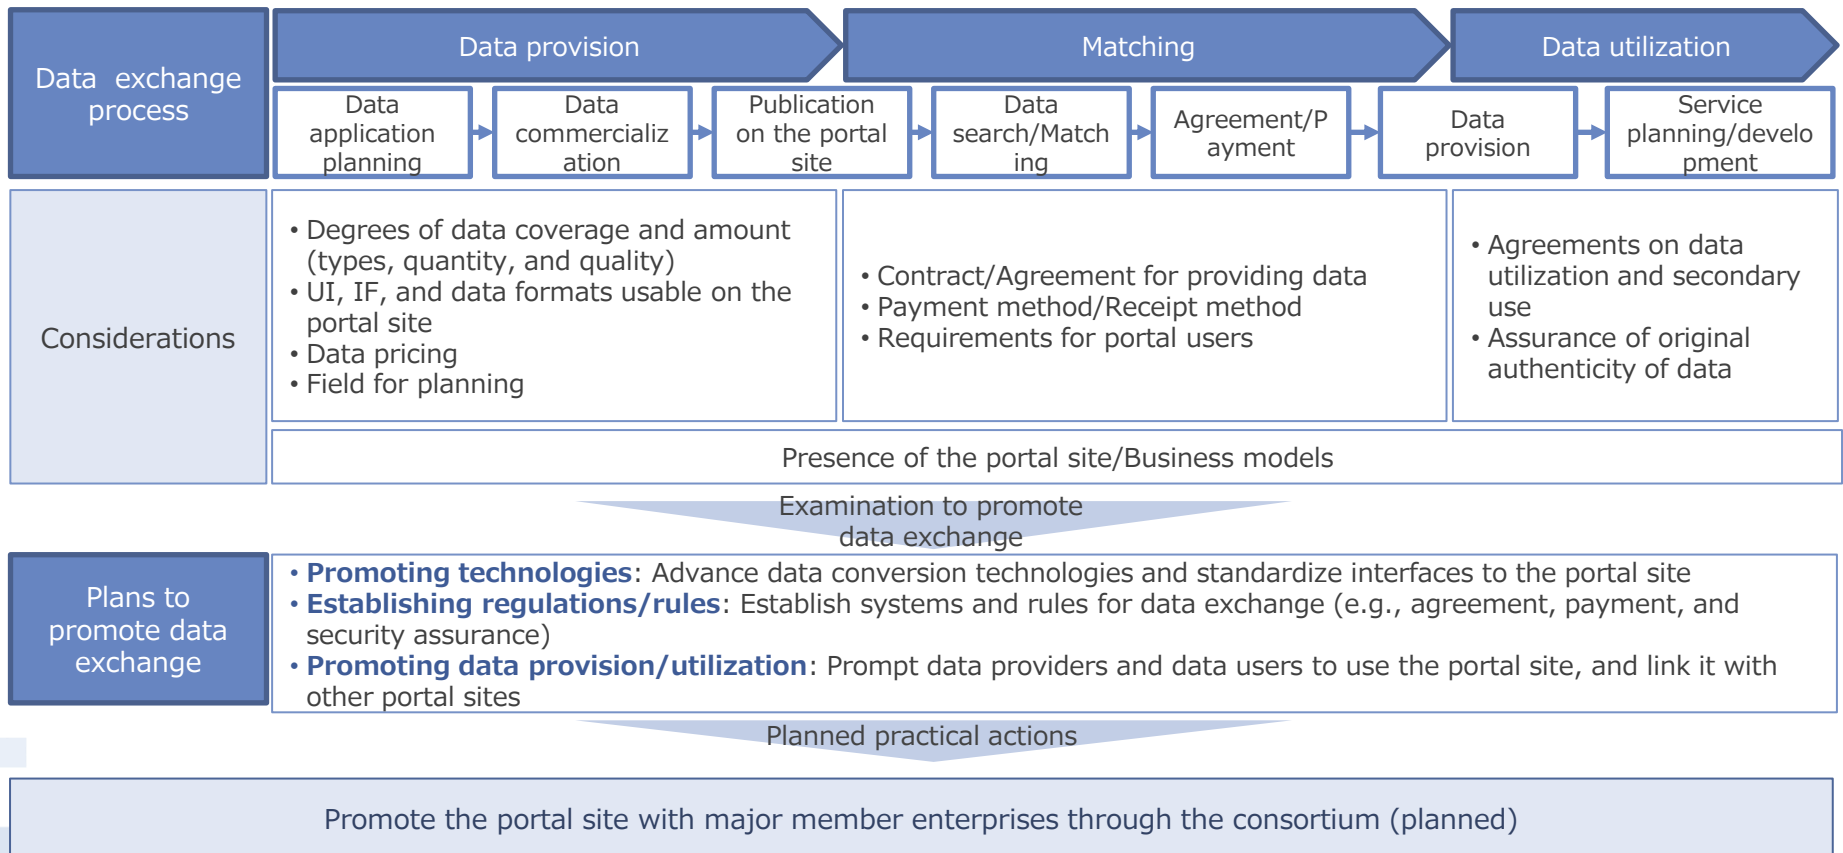 Data exchange
process
Data provision
Matching
Data utilization
Data
application
planning
Data
commercializ
ation
Publication
on the portal
site
Data
search/Match
ing
Agreement/P
ayment
Data
provision
Service
planning/develo
pment
Considerations
• Degrees of data coverage and amount
(types, quantity, and quality)
• UI, IF, and data formats usable on the
portal site
• Data pricing
• Field for planning
• Contract/Agreement for providing data
• Payment method/Receipt method
• Requirements for portal users
• Agreements on data
utilization and secondary
use
• Assurance of original
authenticity of data
Presence of the portal site/Business models
Examination to promote
data exchange
Plans to
promote data
exchange
• Promoting technologies: Advance data conversion technologies and standardize interfaces to the portal site
• Establishing regulations/rules: Establish systems and rules for data exchange (e.g., agreement, payment, and
security assurance)
• Promoting data provision/utilization: Prompt data providers and data users to use the portal site, and link it with
other portal sites
Planned practical actions
Promote the portal site with major member enterprises through the consortium (planned)